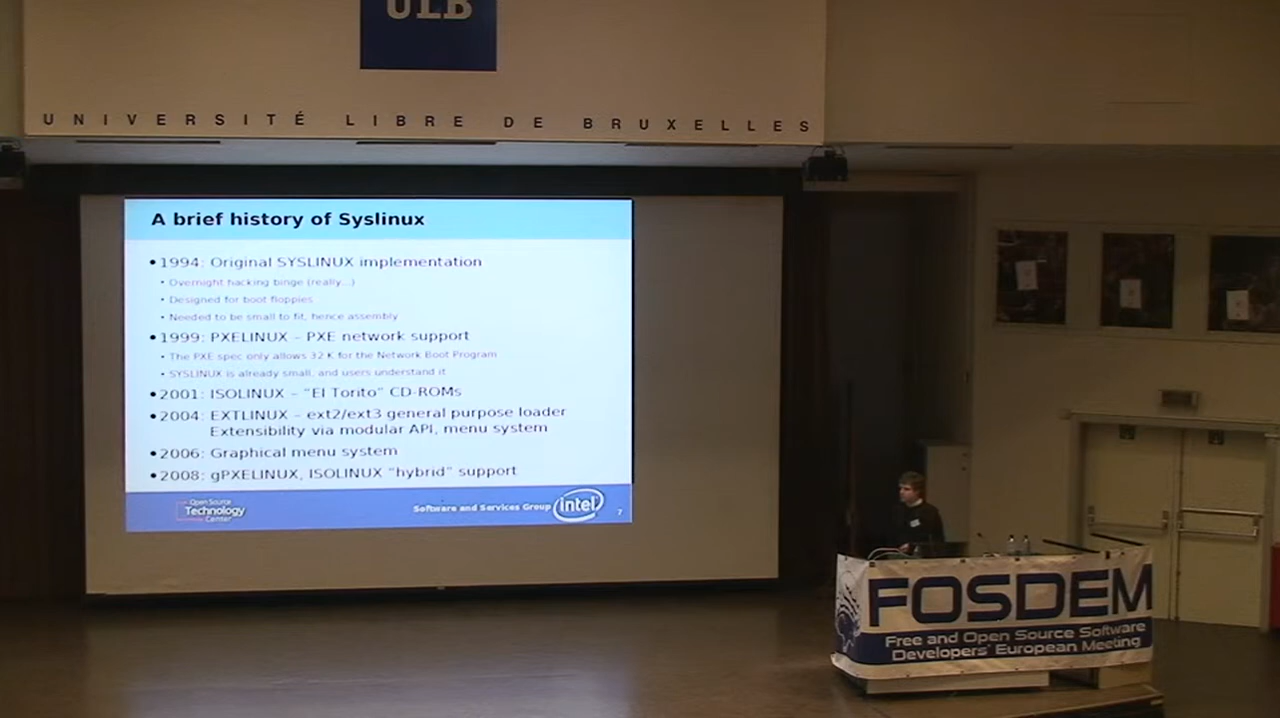 ULB
UNIVERSITÉ LIBRE DE BRUXELLES
A brief history of Syslinux
•1994: Original SYSLINUX implementation
• Overnight hacking binge (really...)
• Designed for boot floppies
• Needed to be small to fit, hence assembly
•1999: PXELINUX – PXE network support
• The PXE spec only allows 32 K for the Network Boot Program
• SYSLINUX is already small, and users understand it
•2001: ISOLINUX – “El Torito” CD-ROMs
•2004: EXTLINUX – ext2/ext3 general purpose loader
Extensibility via modular API, menu system
•2006: Graphical menu system
•2008: gPXELINUX, ISOLINUX “hybrid” support
Open Source
Technology
Center
Software and Services Group
intel
7
FOSDEM
Free and Open Source Software
Developers' European Meeting